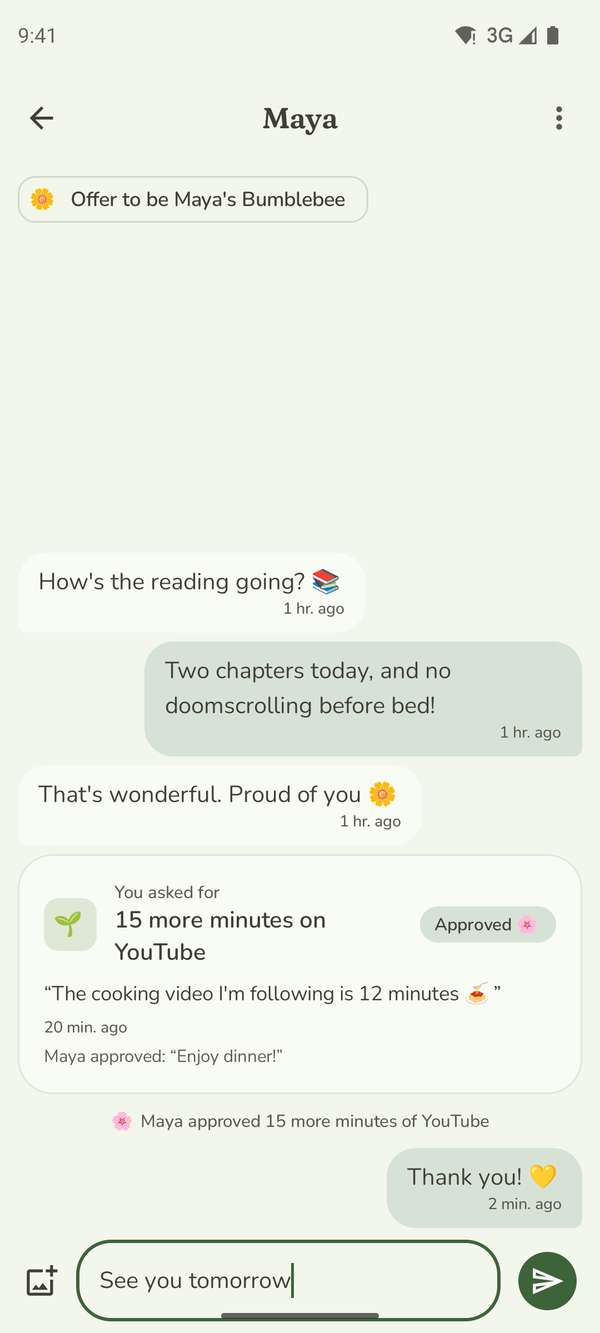 9:41
3G
Maya
🌼 Offer to be Maya's Bumblebee
How's the reading going? 📚
1 hr. ago
Two chapters today, and no
doomscrolling before bed!
1 hr. ago
That's wonderful. Proud of you 🌼
1 hr. ago
You asked for
15 more minutes on
YouTube
Approved 🌸
“The cooking video I'm following is 12 minutes 🍝 ”
20 min. ago
Maya approved: “Enjoy dinner!”
🌸 Maya approved 15 more minutes of YouTube
Thank you! 💛
2 min. ago
See you tomorrow